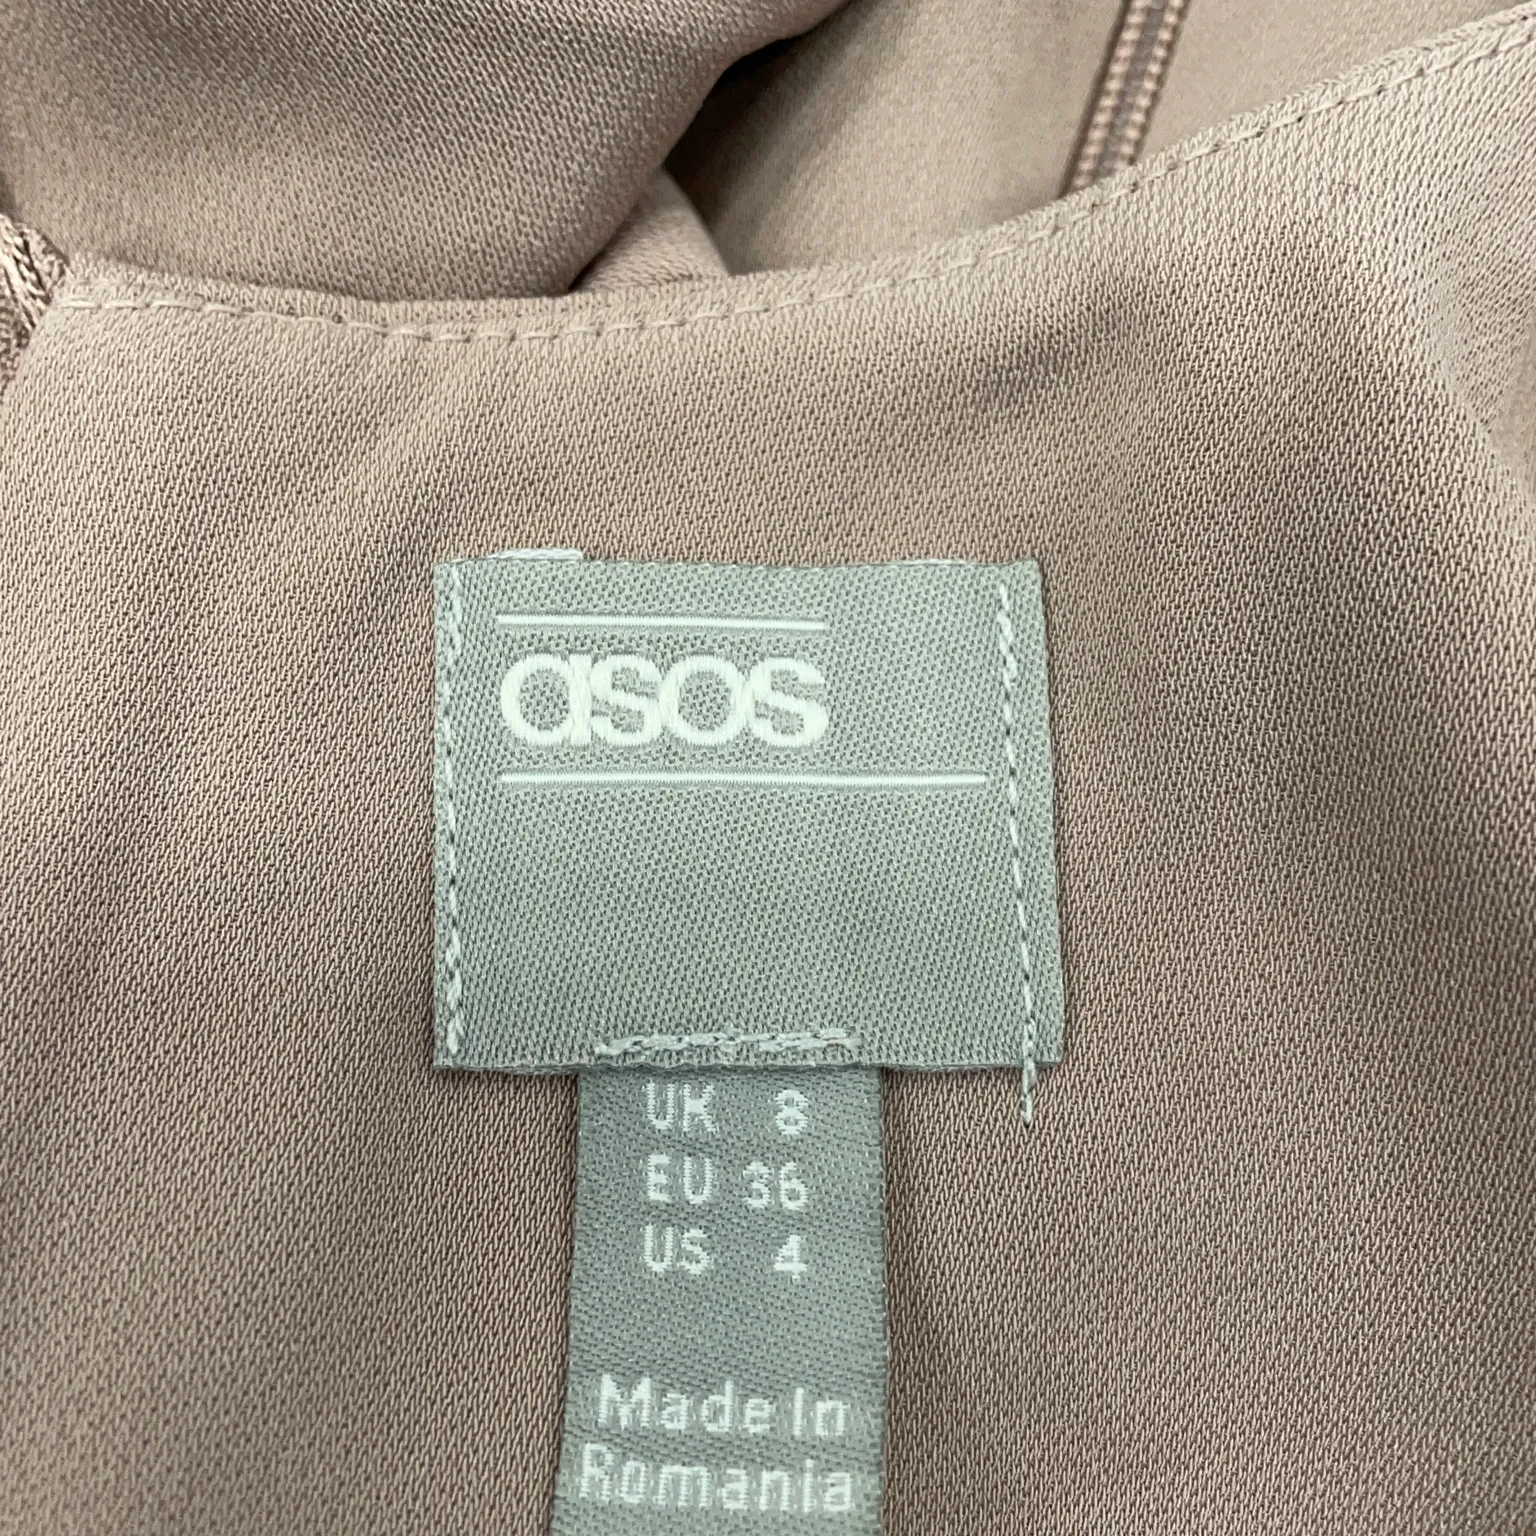 asos
UK 8
EU 36
US 4
Made In
Romania